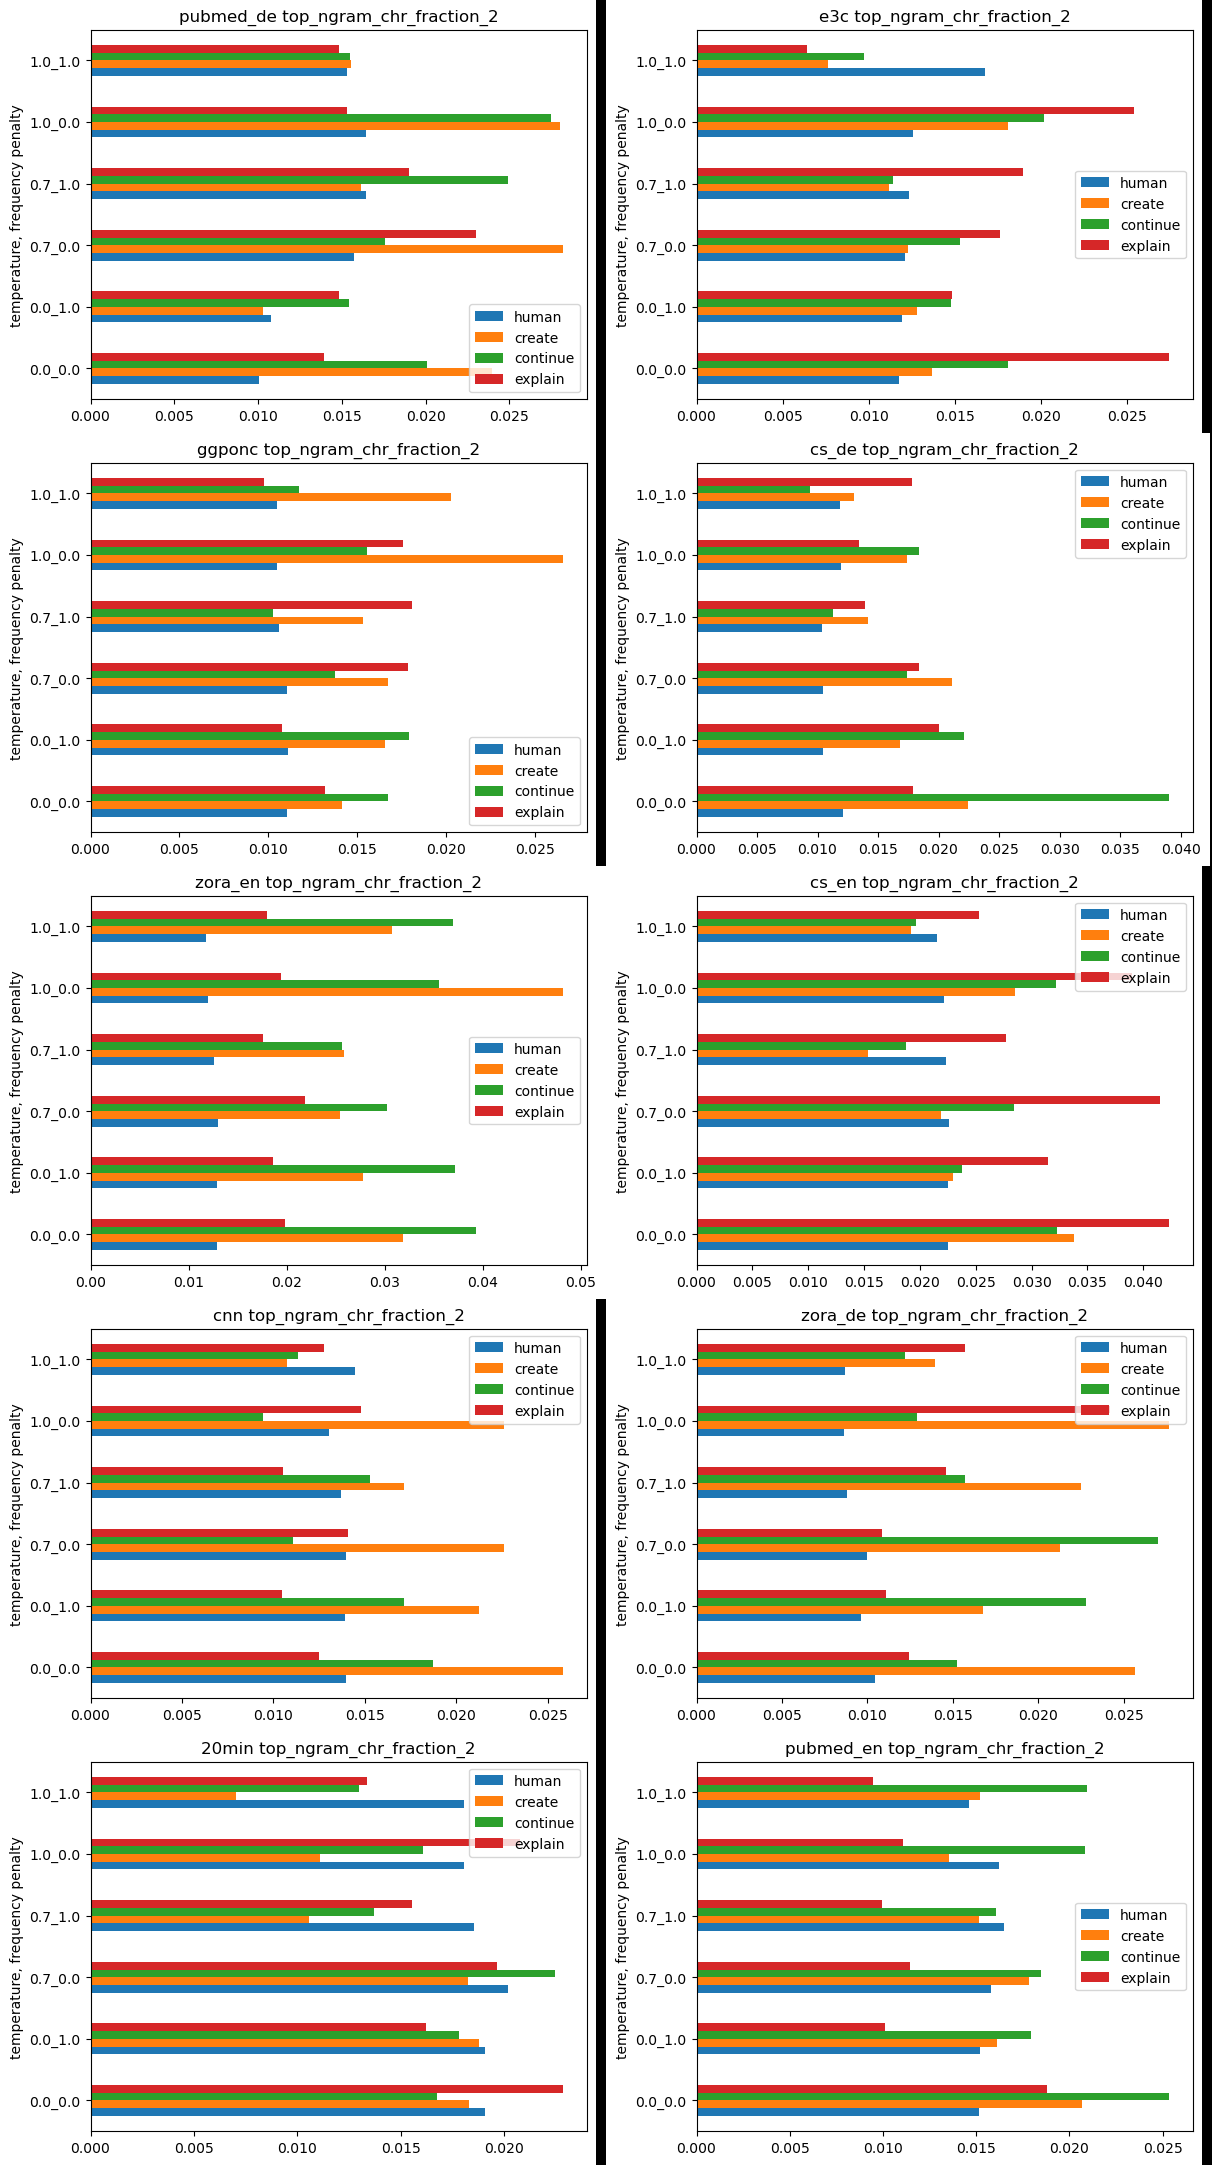 pubmed_de top_ngram_chr_fraction_2
temperature, frequency penalty
1.0_1.0
1.0_0.0
0.7_1.0
0.7_0.0
0.0_1.0
0.0_0.0
human
create
continue
explain
0.000 0.005 0.010 0.015 0.020 0.025
e3c top_ngram_chr_fraction_2
temperature, frequency penalty
1.0_1.0
1.0_0.0
0.7_1.0
0.7_0.0
0.0_1.0
0.0_0.0
human
create
continue
explain
0.000 0.005 0.010 0.015 0.020 0.025
ggponc top_ngram_chr_fraction_2
temperature, frequency penalty
1.0_1.0
1.0_0.0
0.7_1.0
0.7_0.0
0.0_1.0
0.0_0.0
human
create
continue
explain
0.000 0.005 0.010 0.015 0.020 0.025
cs_de top_ngram_chr_fraction_2
temperature, frequency penalty
1.0_1.0
1.0_0.0
0.7_1.0
0.7_0.0
0.0_1.0
0.0_0.0
human
create
continue
explain
0.000 0.005 0.010 0.015 0.020 0.025 0.030 0.035 0.040
zora_en top_ngram_chr_fraction_2
temperature, frequency penalty
1.0_1.0
1.0_0.0
0.7_1.0
0.7_0.0
0.0_1.0
0.0_0.0
human
create
continue
explain
0.00 0.01 0.02 0.03 0.04 0.05
cs_en top_ngram_chr_fraction_2
temperature, frequency penalty
1.0_1.0
1.0_0.0
0.7_1.0
0.7_0.0
0.0_1.0
0.0_0.0
human
create
continue
explain
0.000 0.005 0.010 0.015 0.020 0.025 0.030 0.035 0.040
cnn top_ngram_chr_fraction_2
temperature, frequency penalty
1.0_1.0
1.0_0.0
0.7_1.0
0.7_0.0
0.0_1.0
0.0_0.0
human
create
continue
explain
0.000 0.005 0.010 0.015 0.020 0.025
zora_de top_ngram_chr_fraction_2
temperature, frequency penalty
1.0_1.0
1.0_0.0
0.7_1.0
0.7_0.0
0.0_1.0
0.0_0.0
human
create
continue
explain
0.000 0.005 0.010 0.015 0.020 0.025
20min top_ngram_chr_fraction_2
temperature, frequency penalty
1.0_1.0
1.0_0.0
0.7_1.0
0.7_0.0
0.0_1.0
0.0_0.0
human
create
continue
explain
0.000 0.005 0.010 0.015 0.020
pubmed_en top_ngram_chr_fraction_2
temperature, frequency penalty
1.0_1.0
1.0_0.0
0.7_1.0
0.7_0.0
0.0_1.0
0.0_0.0
human
create
continue
explain
0.000 0.005 0.010 0.015 0.020 0.025